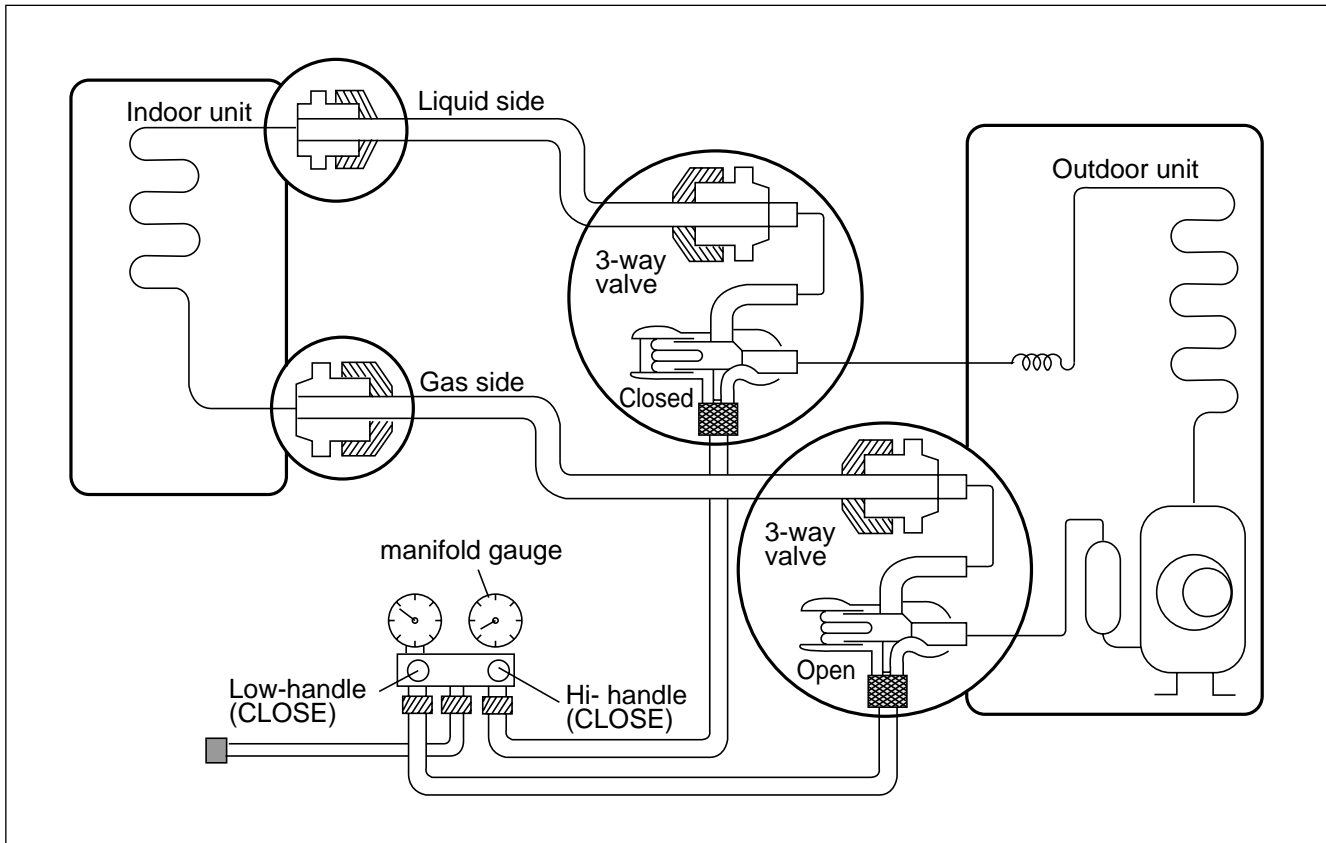 Indoor unit
Liquid side
Outdoor unit
3-way
valve
Closed
Gas side
3-way
valve
Open
manifold gauge
Low-handle
(CLOSE)
Hi- handle
(CLOSE)